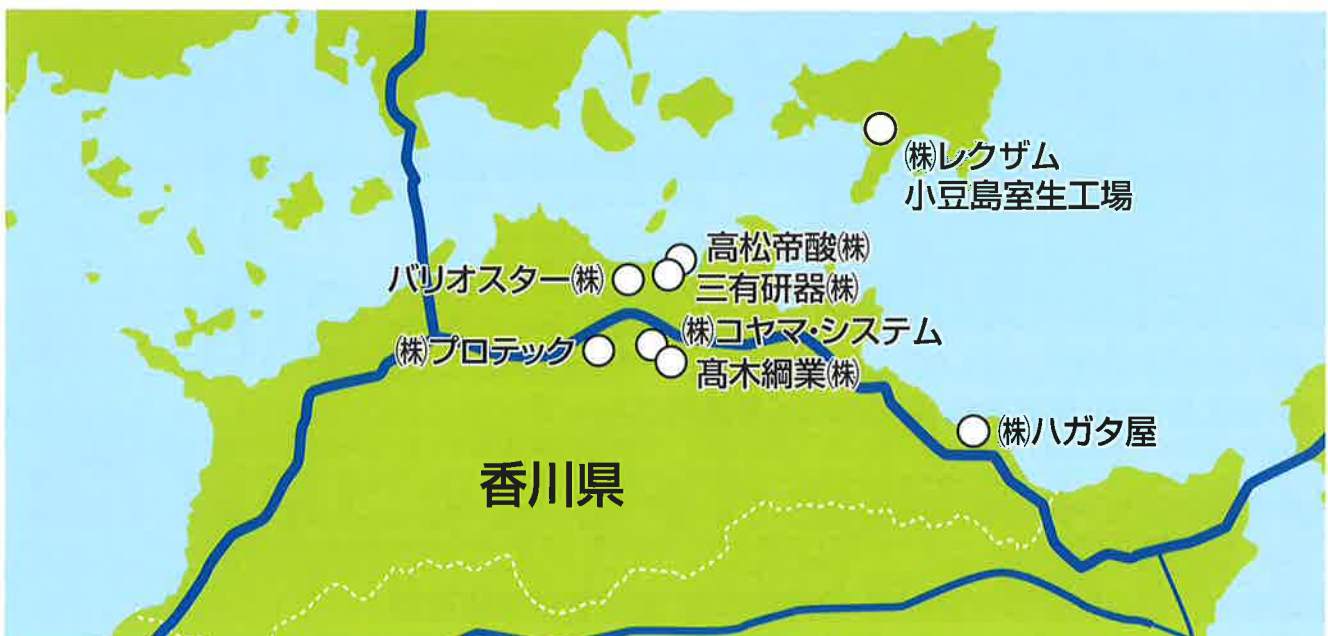 ㈱レクザム
小豆島室生工場
高松帝酸㈱
バリオスター㈱
三有研器㈱
㈱コヤマ・システム
㈱プロテック
髙木綱業㈱
㈱ハガタ屋
香川県